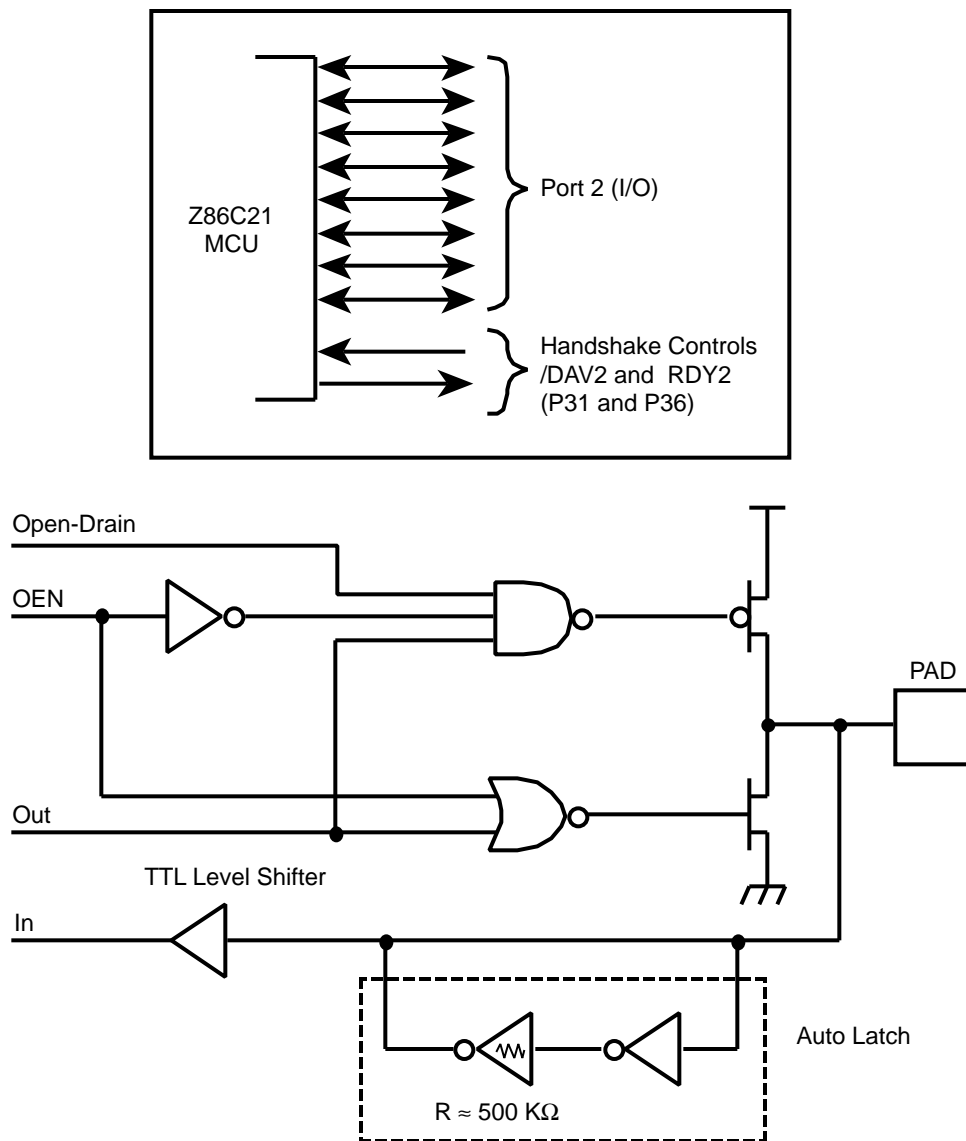 Z86C21
MCU
Port 2 (I/O)
Handshake Controls
/DAV2 and RDY2
(P31 and P36)
Open-Drain
OEN
PAD
Out
TTL Level Shifter
In
Auto Latch
R ≈ 500 KΩ